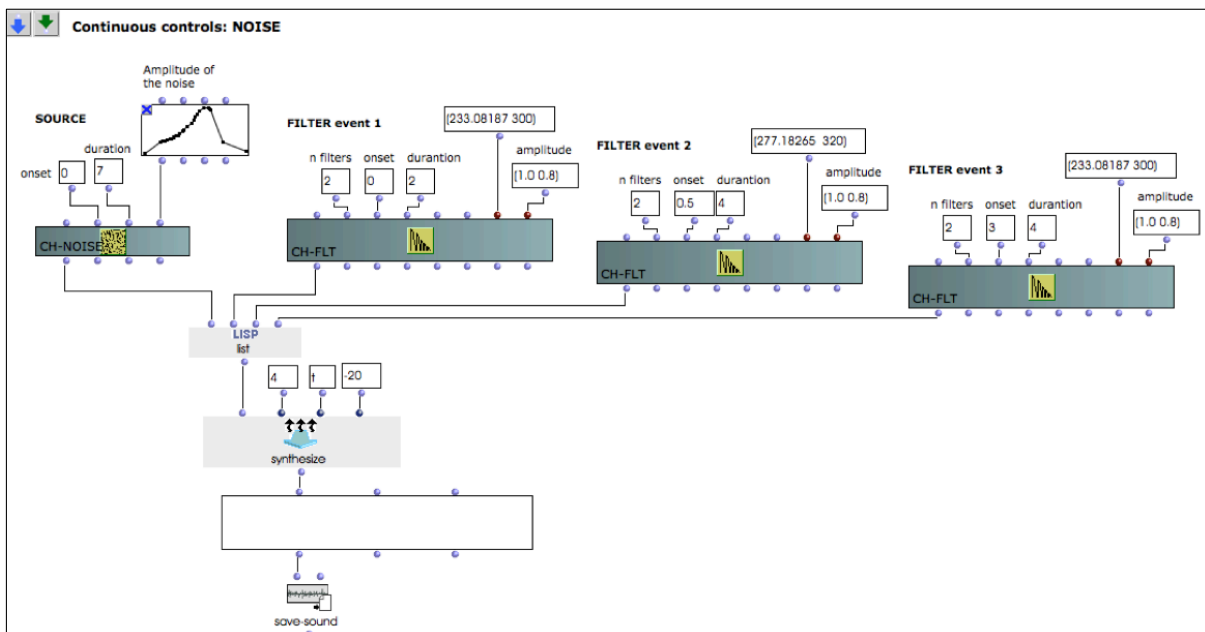 Continuous controls: NOISE
Amplitude of
the noise
SOURCE
duration
onset
0
7
CH-NOISE
FILTER event 1
(233.08187 300)
n filters
onset
durantion
amplitude
2
0
2
(1.0 0.8)
CH-FLT
FILTER event 2
(277.18265 320)
n filters
onset
durantion
amplitude
2
0.5
4
(1.0 0.8)
CH-FLT
FILTER event 3
(233.08187 300)
n filters
onset
durantion
amplitude
2
3
4
(1.0 0.8)
CH-FLT
LISP
list
4
t
-20
synthesize
save-sound